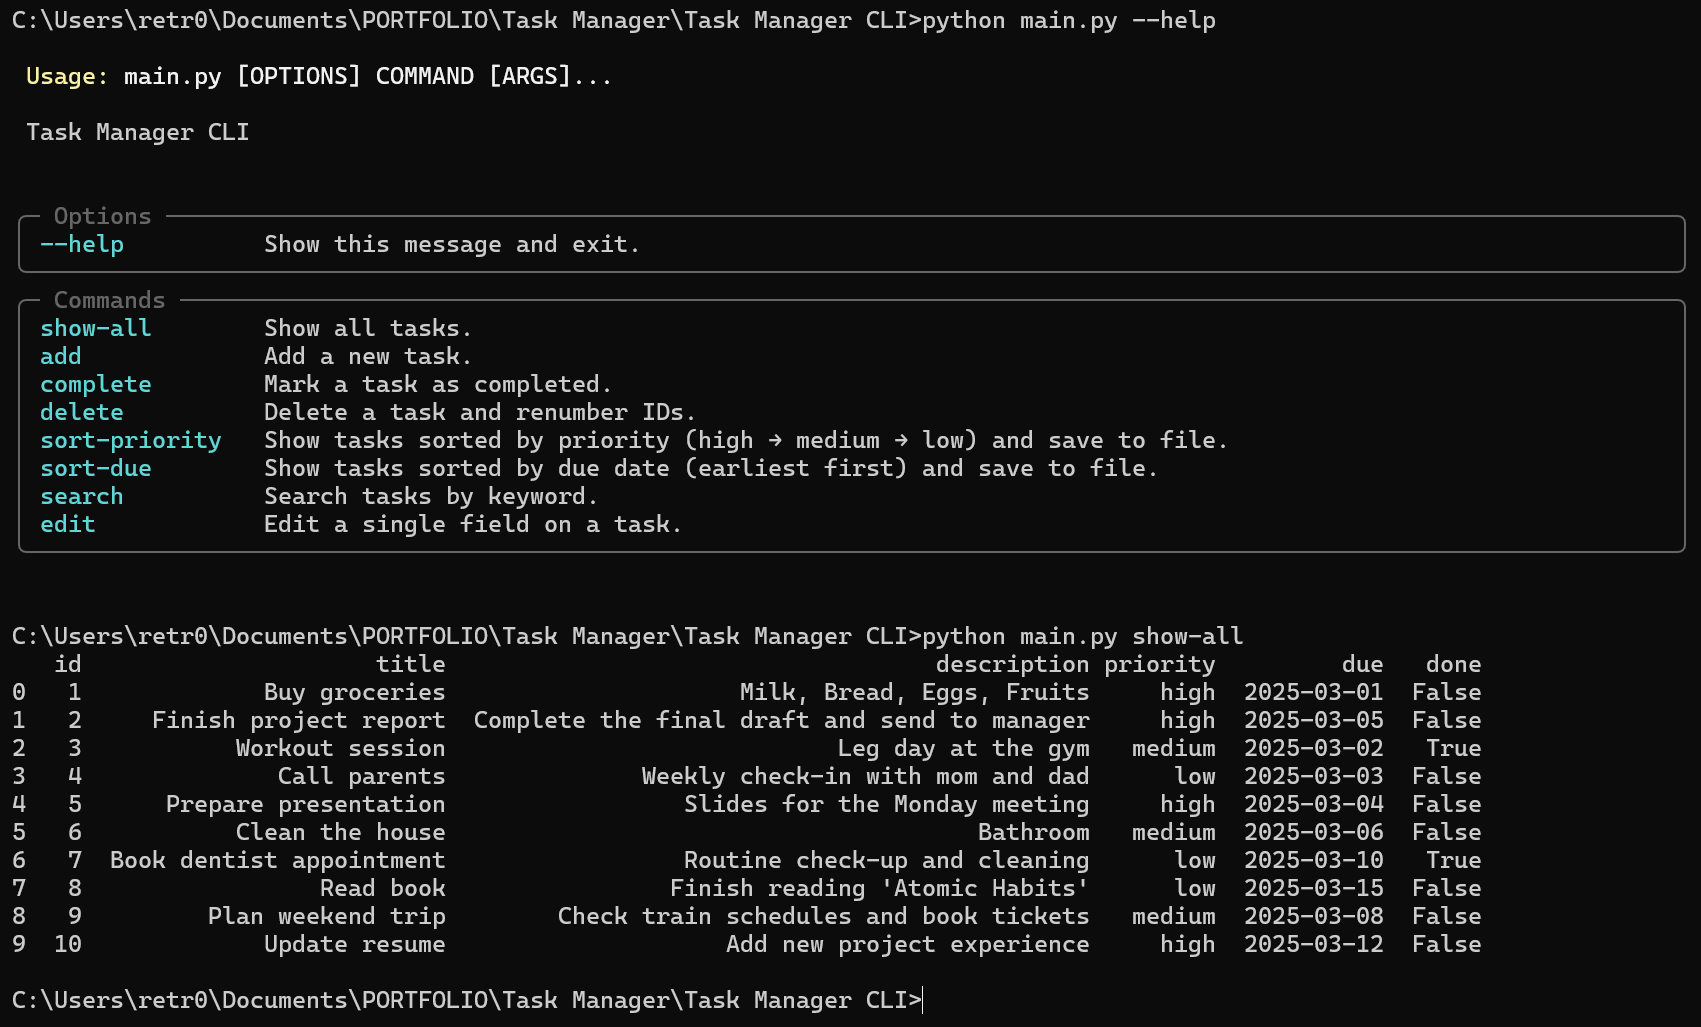 C:\Users\retr0\Documents\PORTFOLIO\Task Manager\Task Manager CLI>python main.py --help
Usage: main.py [OPTIONS] COMMAND [ARGS]...
Task Manager CLI
Options
--help Show this message and exit.
Commands
show-all Show all tasks.
add Add a new task.
complete Mark a task as completed.
delete Delete a task and renumber IDs.
sort-priority Show tasks sorted by priority (high → medium → low) and save to file.
sort-due Show tasks sorted by due date (earliest first) and save to file.
search Search tasks by keyword.
edit Edit a single field on a task.
C:\Users\retr0\Documents\PORTFOLIO\Task Manager\Task Manager CLI>python main.py show-all
id title description priority due done
0 1 Buy groceries Milk, Bread, Eggs, Fruits high 2025-03-01 False
1 2 Finish project report Complete the final draft and send to manager high 2025-03-05 False
2 3 Workout session Leg day at the gym medium 2025-03-02 True
3 4 Call parents Weekly check-in with mom and dad low 2025-03-03 False
4 5 Prepare presentation Slides for the Monday meeting high 2025-03-04 False
5 6 Clean the house Bathroom medium 2025-03-06 False
6 7 Book dentist appointment Routine check-up and cleaning low 2025-03-10 True
7 8 Read book Finish reading 'Atomic Habits' low 2025-03-15 False
8 9 Plan weekend trip Check train schedules and book tickets medium 2025-03-08 False
9 10 Update resume Add new project experience high 2025-03-12 False
C:\Users\retr0\Documents\PORTFOLIO\Task Manager\Task Manager CLI>